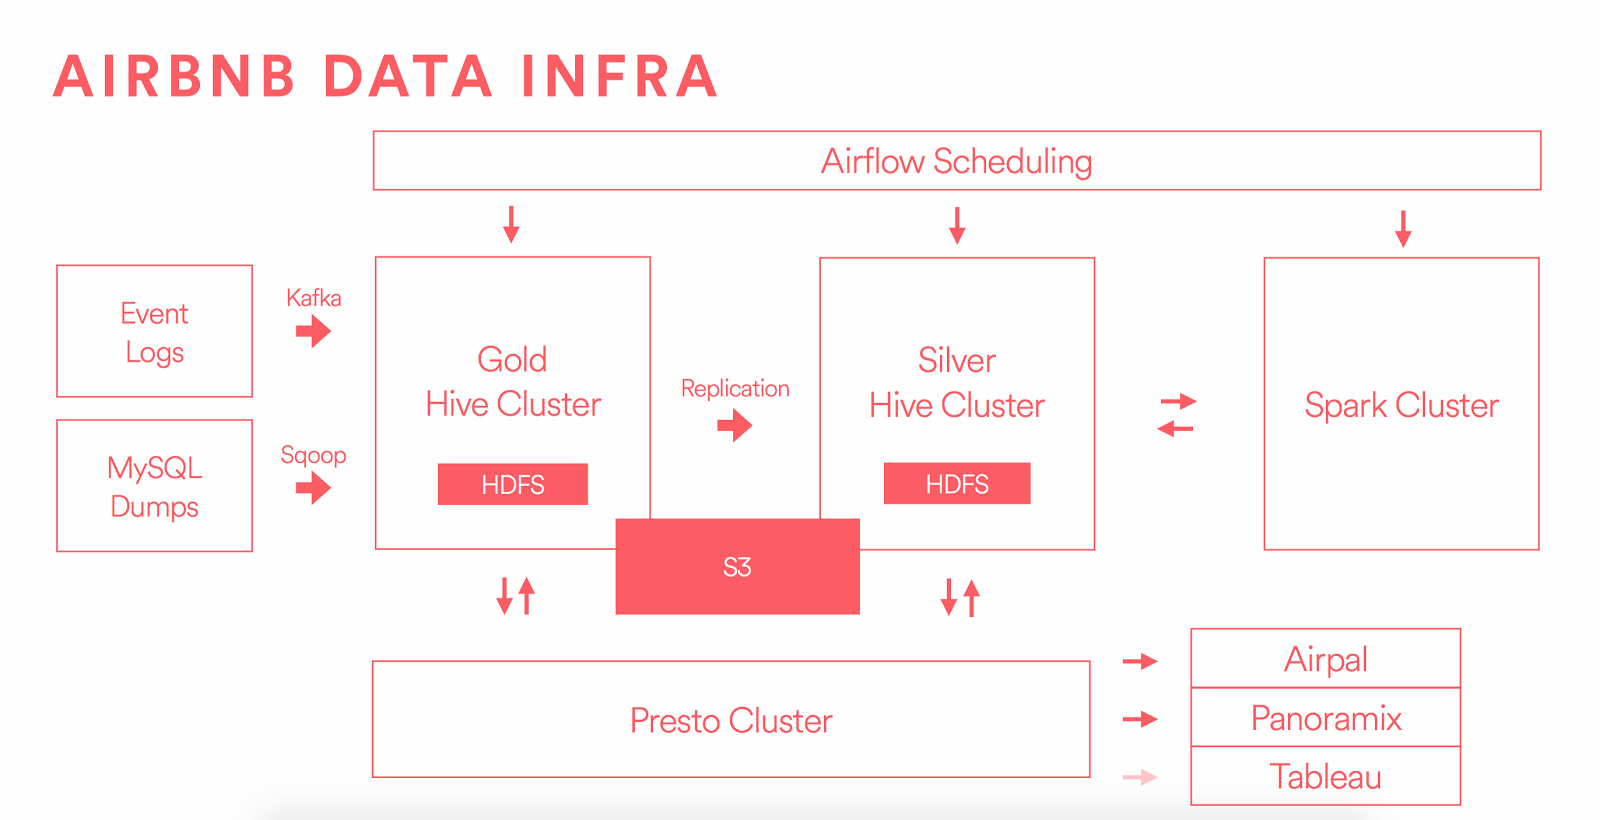 AIRBNB DATA INFRA
Airflow Scheduling
Event
Logs
Kafka
MySQL
Dumps
Sqoop
Gold
Hive Cluster
HDFS
Replication
Silver
Hive Cluster
HDFS
S3
Spark Cluster
Presto Cluster
Airpal
Panoramix
Tableau